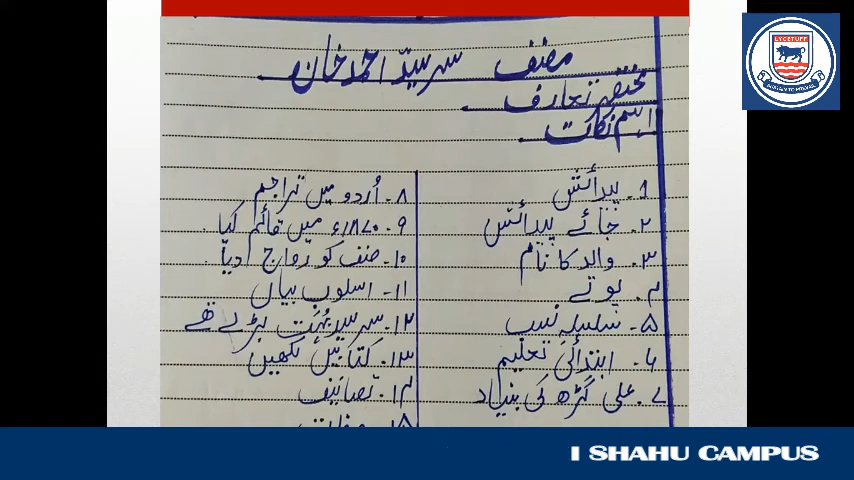 مصنف سرسیّد احمد خان
مختصر تعارف
اہم نکات
۱۔ پیدائش
۲۔ جائے پیدائش
۳۔ والد کا نام
۴۔ پوتے
۵۔ سلسلہ نسب
۶۔ ابتدائی تعلیم
۷۔ علی گڑھ کی بنیاد
۸۔ اُردو میں تراجم
۹۔ ۱۸۷۰ء میں قائم کیا
۱۰۔ صنف کو رواج دیا
۱۱۔ اسلوب بیاں
۱۲۔ سرسید بہت بڑے تھے
۱۳۔ کتابیں لکھیں
۱۴۔ تصانیف
۱۵۔
LYCETUFF
I SHAHU CAMPUS